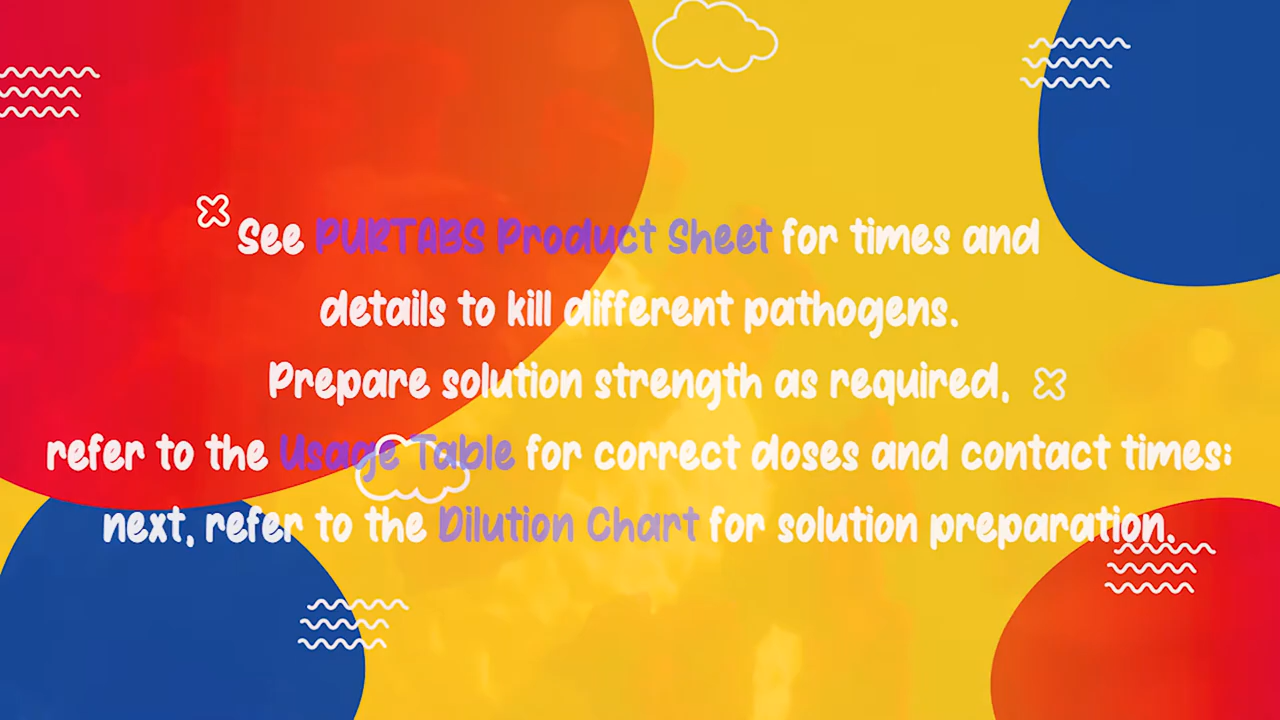 See PURTABS Product Sheet for times and
details to kill different pathogens.
Prepare solution strength as required,
refer to the Usage Table for correct doses and contact times:
next, refer to the Dilution Chart for solution preparation.